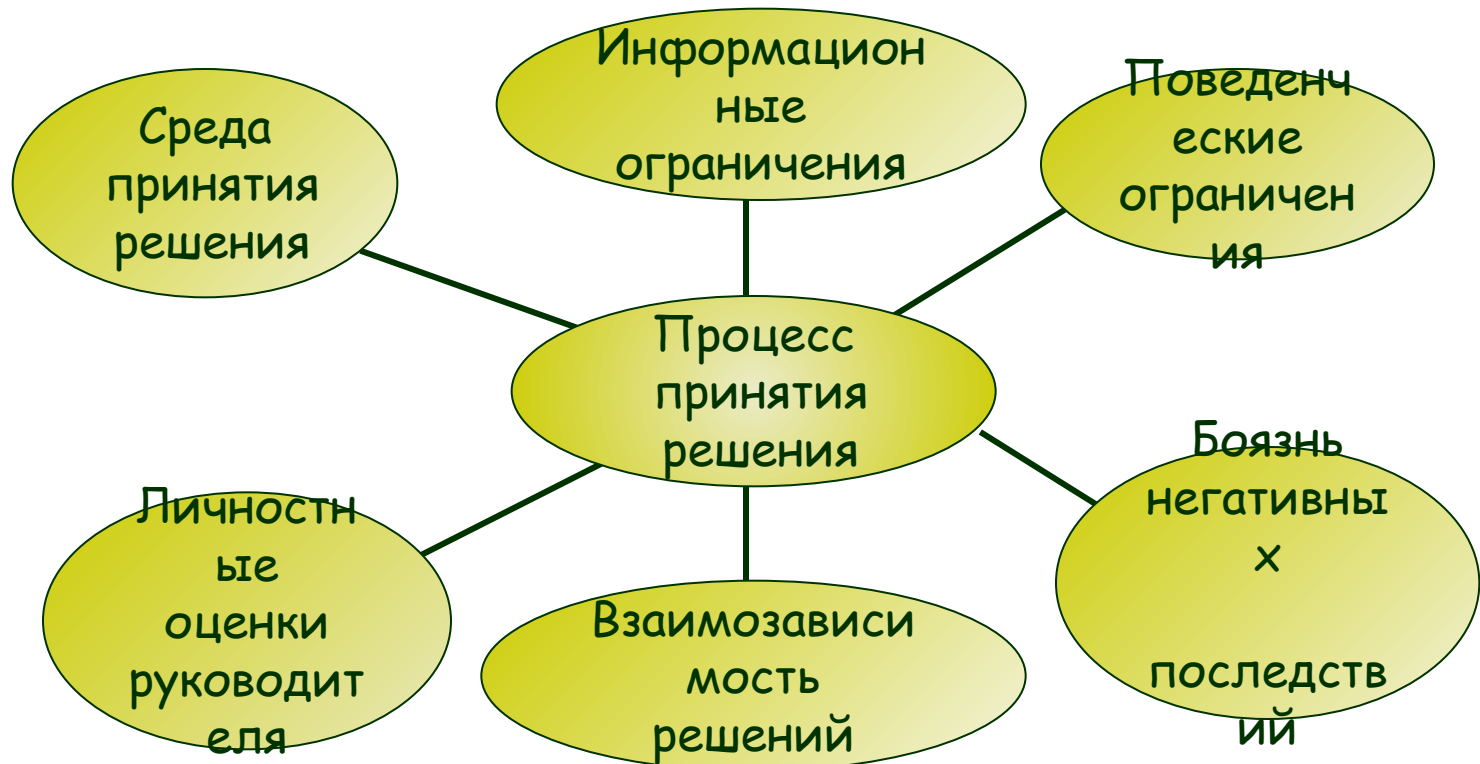 Информацион
ные
ограничения
Среда
принятия
решения
Поведенч
еские
ограничен
ия
Процесс
принятия
решения
Личностн
ые
оценки
руководит
еля
Взаимозависи
мость
решений
Боязнь
негативны
х
последств
ий